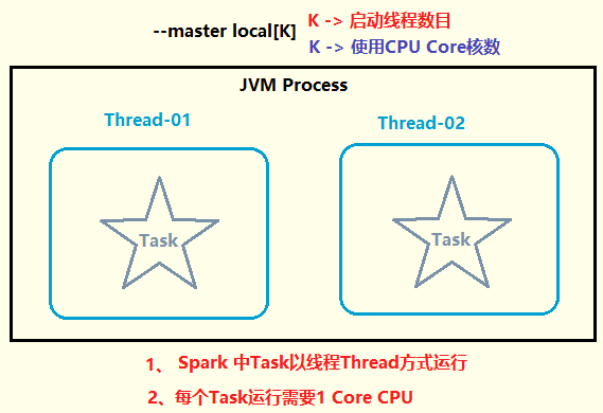 --master local[K]
K -> 启动线程数目
K -> 使用CPU Core核数
JVM Process
Thread-01
Thread-02
Task
Task
1、 Spark 中Task以线程Thread方式运行
2、每个Task运行需要1 Core CPU